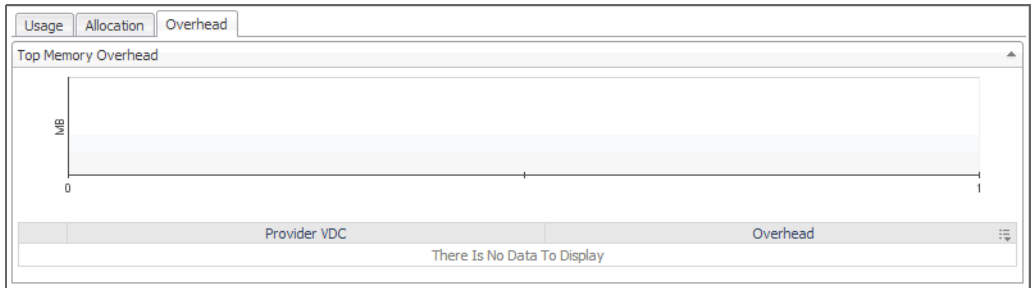 Usage Allocation Overhead
Top Memory Overhead
MB
0 1
Provider VDC Overhead
There Is No Data To Display